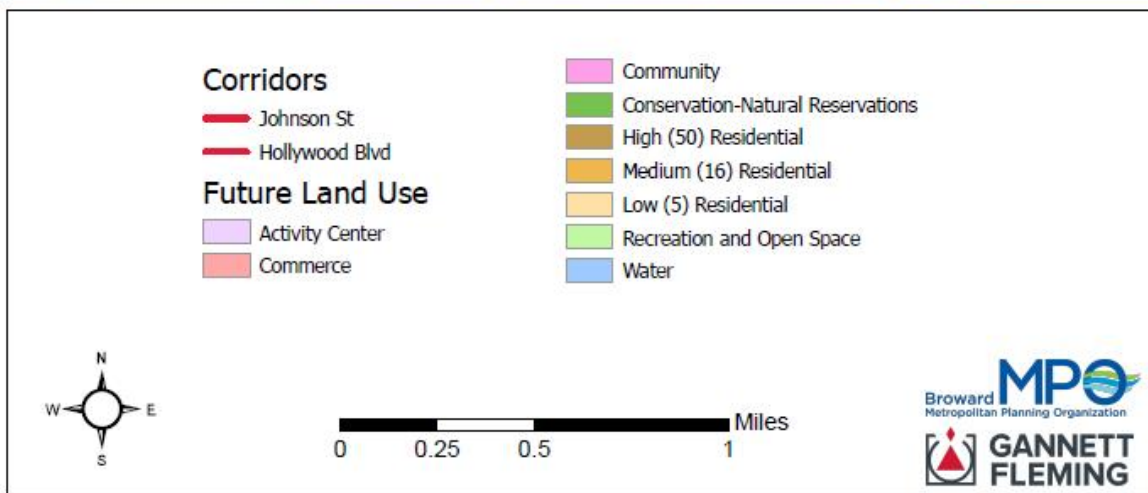 Corridors
Johnson St
Hollywood Blvd
Future Land Use
Activity Center
Commerce
Community
Conservation-Natural Reservations
High (50) Residential
Medium (16) Residential
Low (5) Residential
Recreation and Open Space
Water
N
W E
S
Miles
0 0.25 0.5 1
Broward MPO
Metropolitan Planning Organization
GANNETT
FLEMING